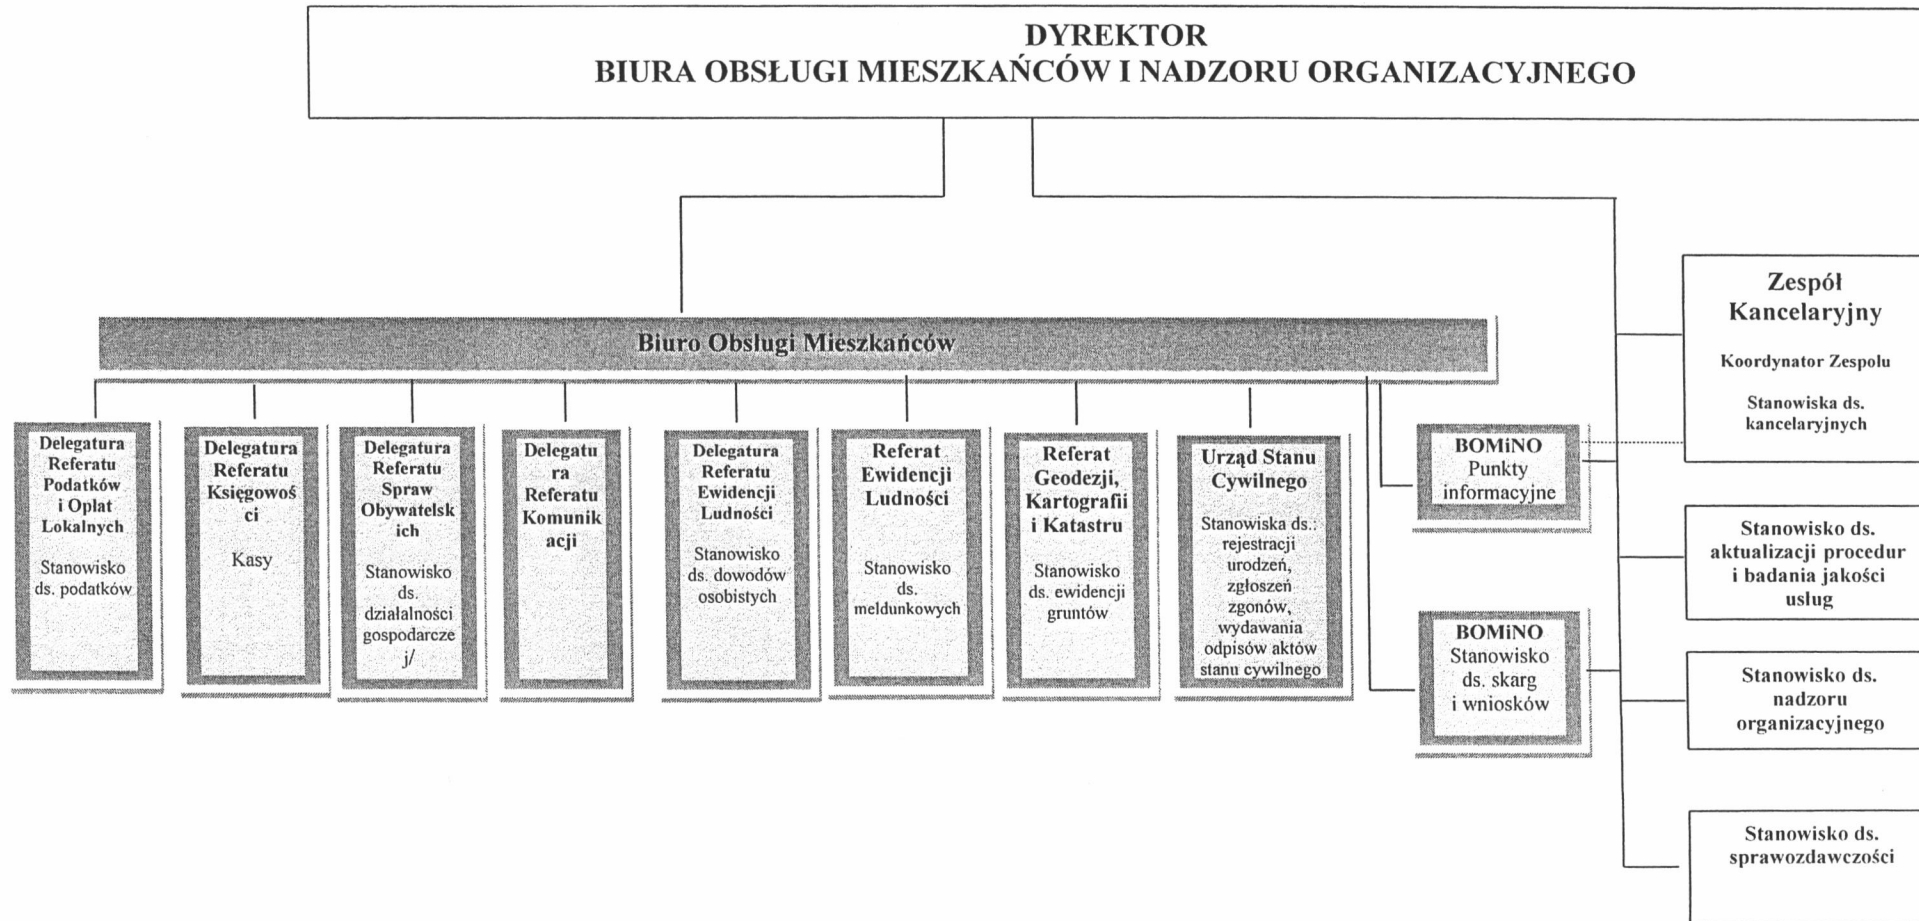 DYREKTOR
BIURA OBSŁUGI MIESZKAŃCÓW I NADZORU ORGANIZACYJNEGO
Biuro Obsługi Mieszkańców
Delegatura
Referatu
Podatków
i Opłat
Lokalnych
Stanowisko
ds. podatków
Delegatura
Referatu
Księgowoś
ci
Kasy
Delegatura
Referatu
Spraw
Obywatelsk
ich
Stanowisko
ds.
działalności
gospodarcze
j/
Delegatu
ra
Referatu
Komunik
acji
Delegatura
Referatu
Ewidencji
Ludności
Stanowisko
ds. dowodów
osobistych
Referat
Ewidencji
Ludności
Stanowisko
ds.
meldunkowych
Referat
Geodezji,
Kartografii
i Katastru
Stanowisko
ds. ewidencji
gruntów
Urząd Stanu
Cywilnego
Stanowiska ds.:
rejestracji
urodzeń,
zgłoszeń
zgonów,
wydawania
odpisów aktów
stanu cywilnego
BOMiNO
Punkty
informacyjne
BOMiNO
Stanowisko
ds. skarg
i wniosków
Zespół
Kancelaryjny
Koordynator Zespołu
Stanowiska ds.
kancelaryjnych
Stanowisko ds.
aktualizacji procedur
i badania jakości
usług
Stanowisko ds.
nadzoru
organizacyjnego
Stanowisko ds.
sprawozdawczości